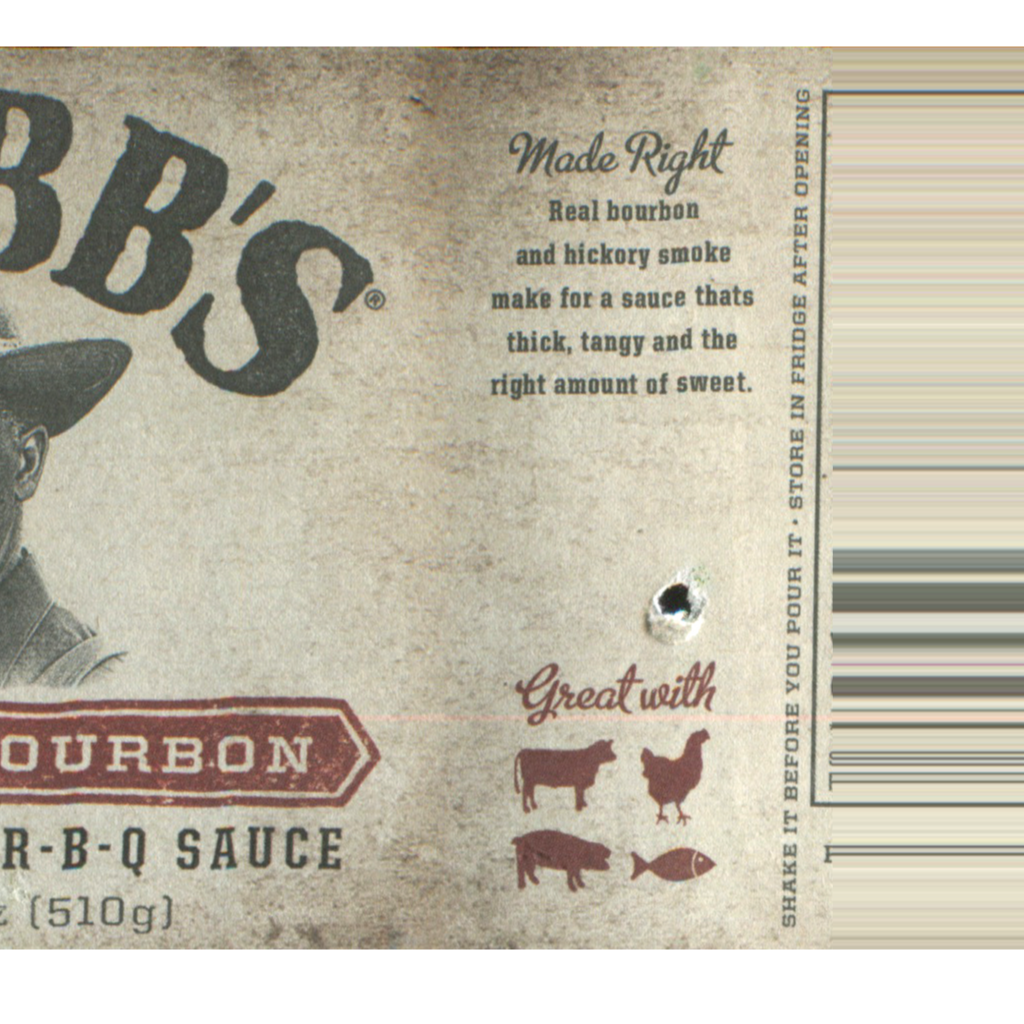 BB'S®
OURBON
R-B-Q SAUCE
z (510g)
Made Right
Real bourbon
and hickory smoke
make for a sauce thats
thick, tangy and the
right amount of sweet.
Great with
SHAKE IT BEFORE YOU POUR IT · STORE IN FRIDGE AFTER OPENING